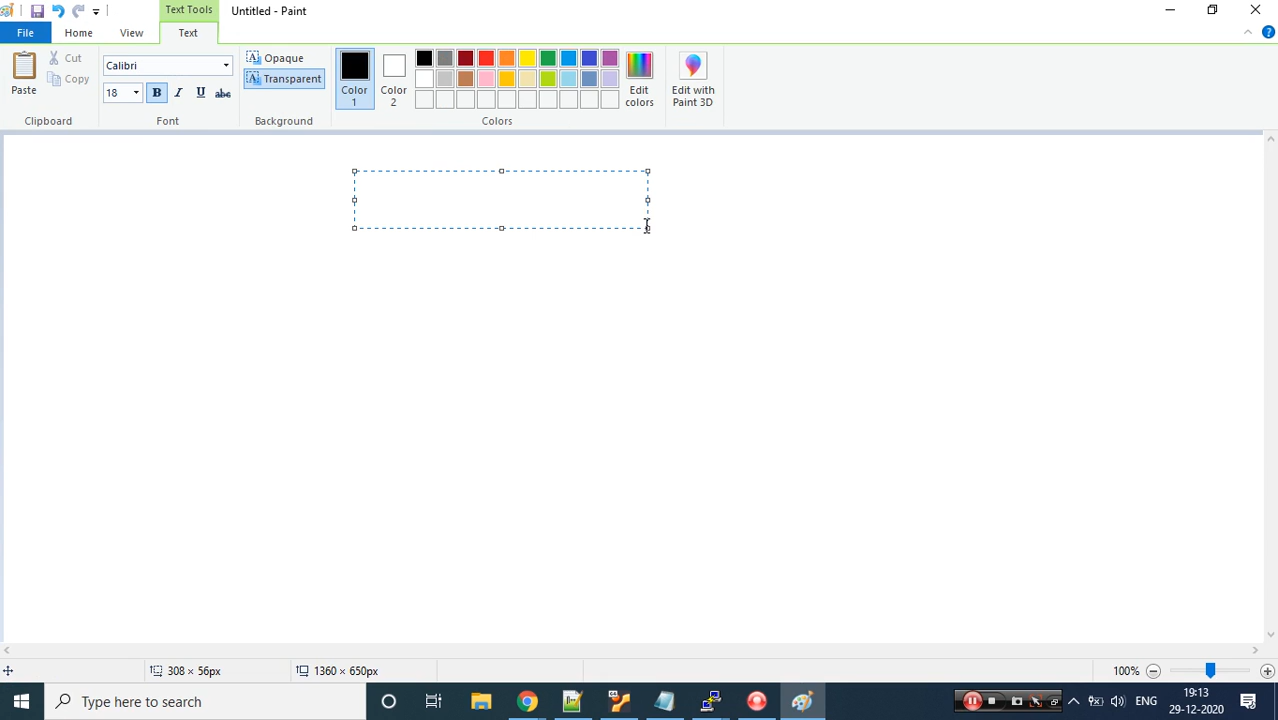 Text Tools
Untitled - Paint
File
Home
View
Text
Paste
Cut
Copy
Clipboard
Calibri
18
B
I
U
abc
Font
A Opaque
A Transparent
Background
Color 1
Color 2
Edit colors
Colors
Edit with Paint 3D
308 × 56px
1360 × 650px
100%
Type here to search
ENG
19:13
29-12-2020